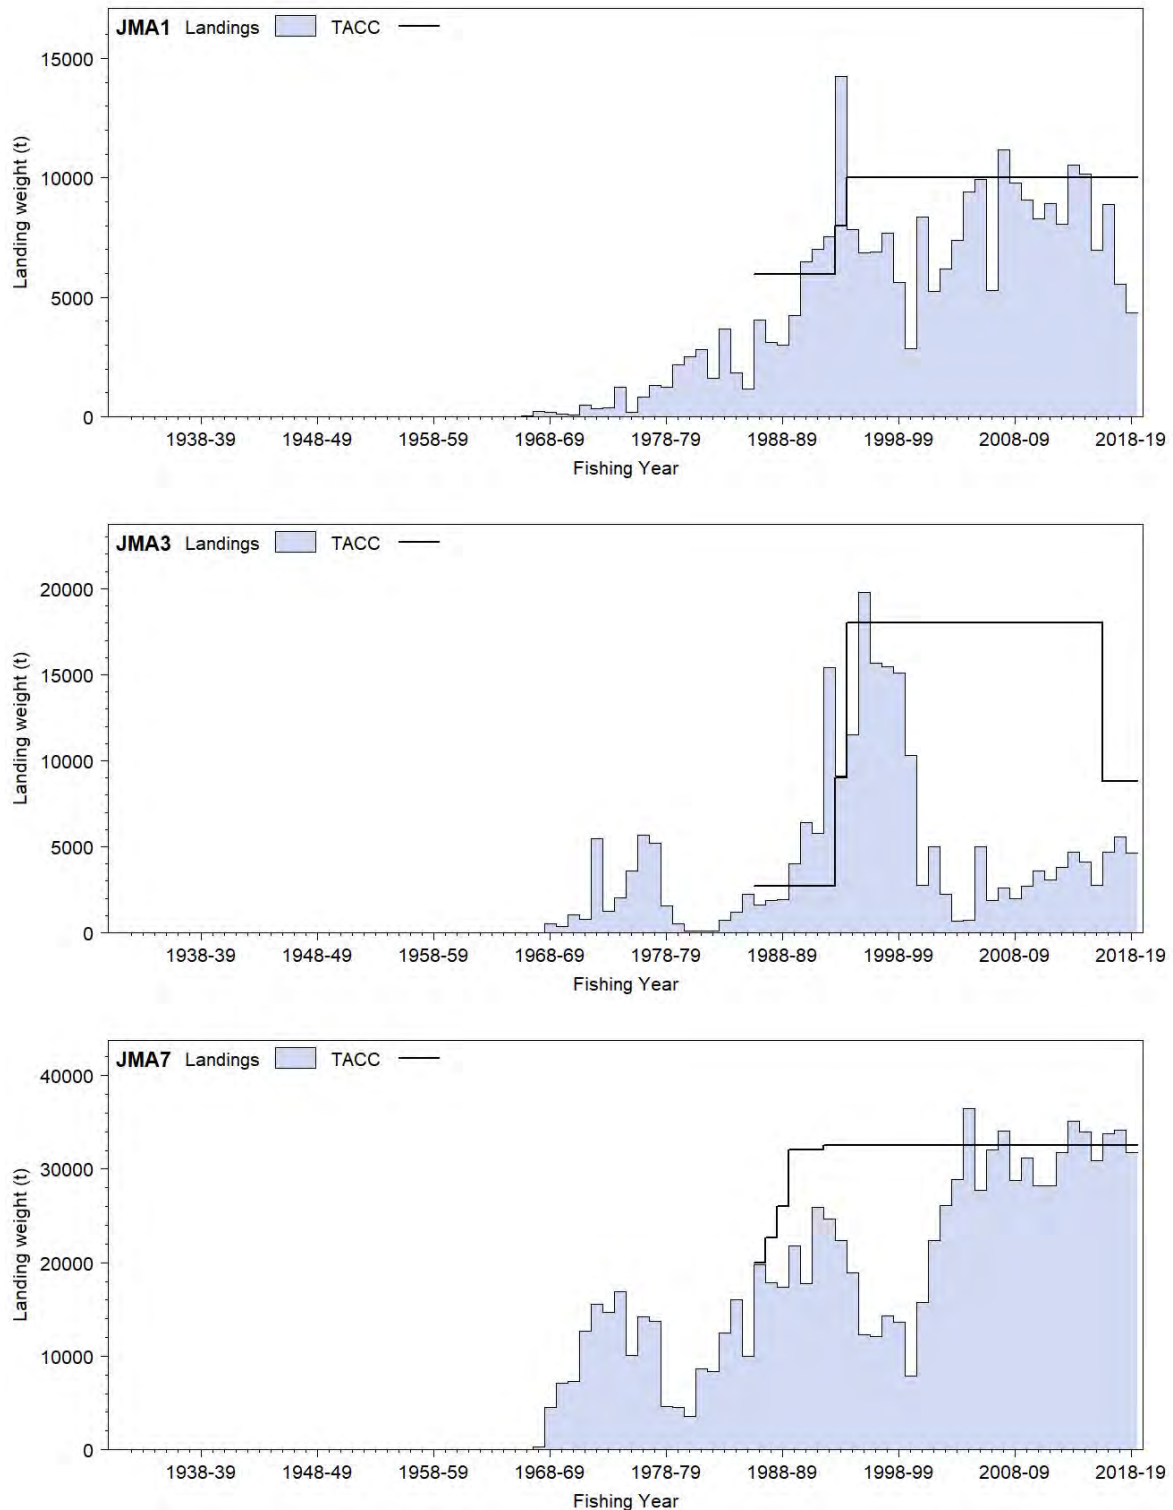 JMA1 Landings TACC
15000
10000
5000
0
Landing weight (t)
1938-39 1948-49 1958-59 1968-69 1978-79 1988-89 1998-99 2008-09 2018-19
Fishing Year
JMA3 Landings TACC
20000
15000
10000
5000
0
Landing weight (t)
1938-39 1948-49 1958-59 1968-69 1978-79 1988-89 1998-99 2008-09 2018-19
Fishing Year
JMA7 Landings TACC
40000
30000
20000
10000
0
Landing weight (t)
1938-39 1948-49 1958-59 1968-69 1978-79 1988-89 1998-99 2008-09 2018-19
Fishing Year